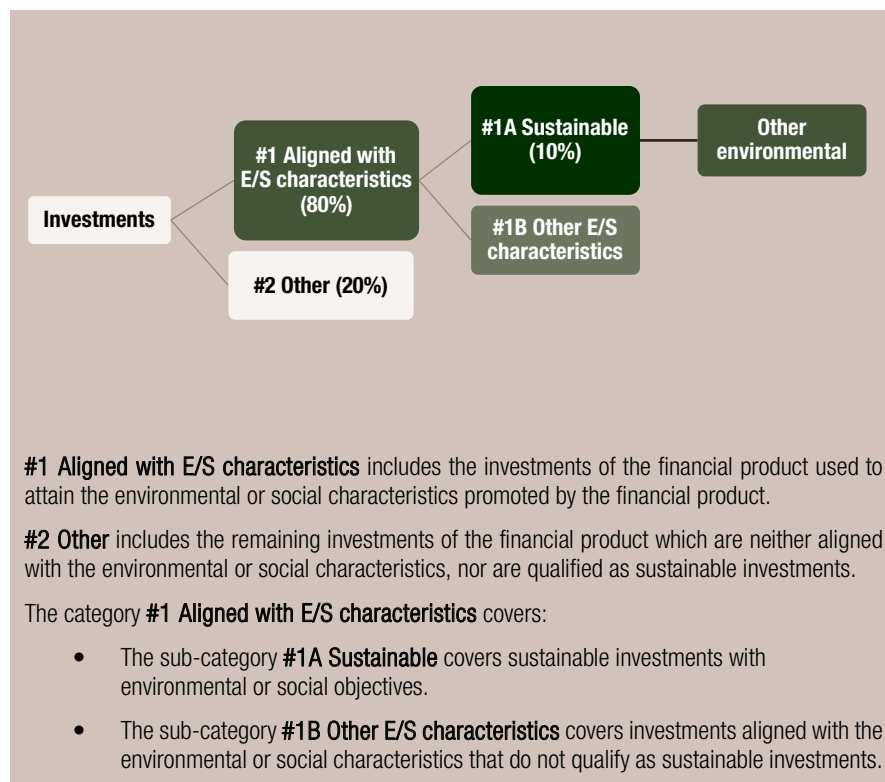 Investments
#1 Aligned with
E/S characteristics
(80%)
#2 Other (20%)
#1A Sustainable
(10%)
#1B Other E/S
characteristics
Other
environmental
#1 Aligned with E/S characteristics includes the investments of the financial product used to
attain the environmental or social characteristics promoted by the financial product.
#2 Other includes the remaining investments of the financial product which are neither aligned
with the environmental or social characteristics, nor are qualified as sustainable investments.
The category #1 Aligned with E/S characteristics covers:
• The sub-category #1A Sustainable covers sustainable investments with
environmental or social objectives.
• The sub-category #1B Other E/S characteristics covers investments aligned with the
environmental or social characteristics that do not qualify as sustainable investments.